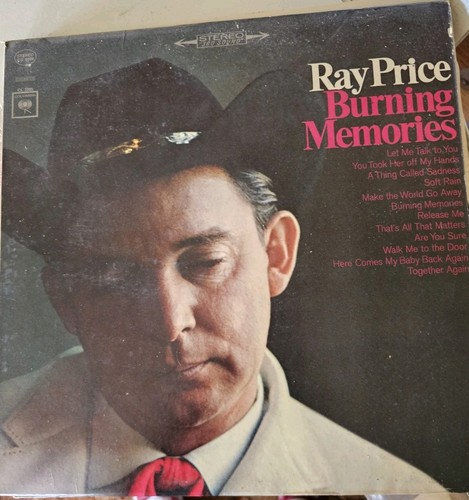 STEREO
Ray Price
Burning
Memories
Let Me Talk to You
You Took Her off My Hands
A Thing Called Sadness
Soft Rain
Make the World Go Away
Burning Memories
Release Me
That's All That Matters
Are You Sure
Walk Me to the Door
Here Comes My Baby Back Again
Together Again